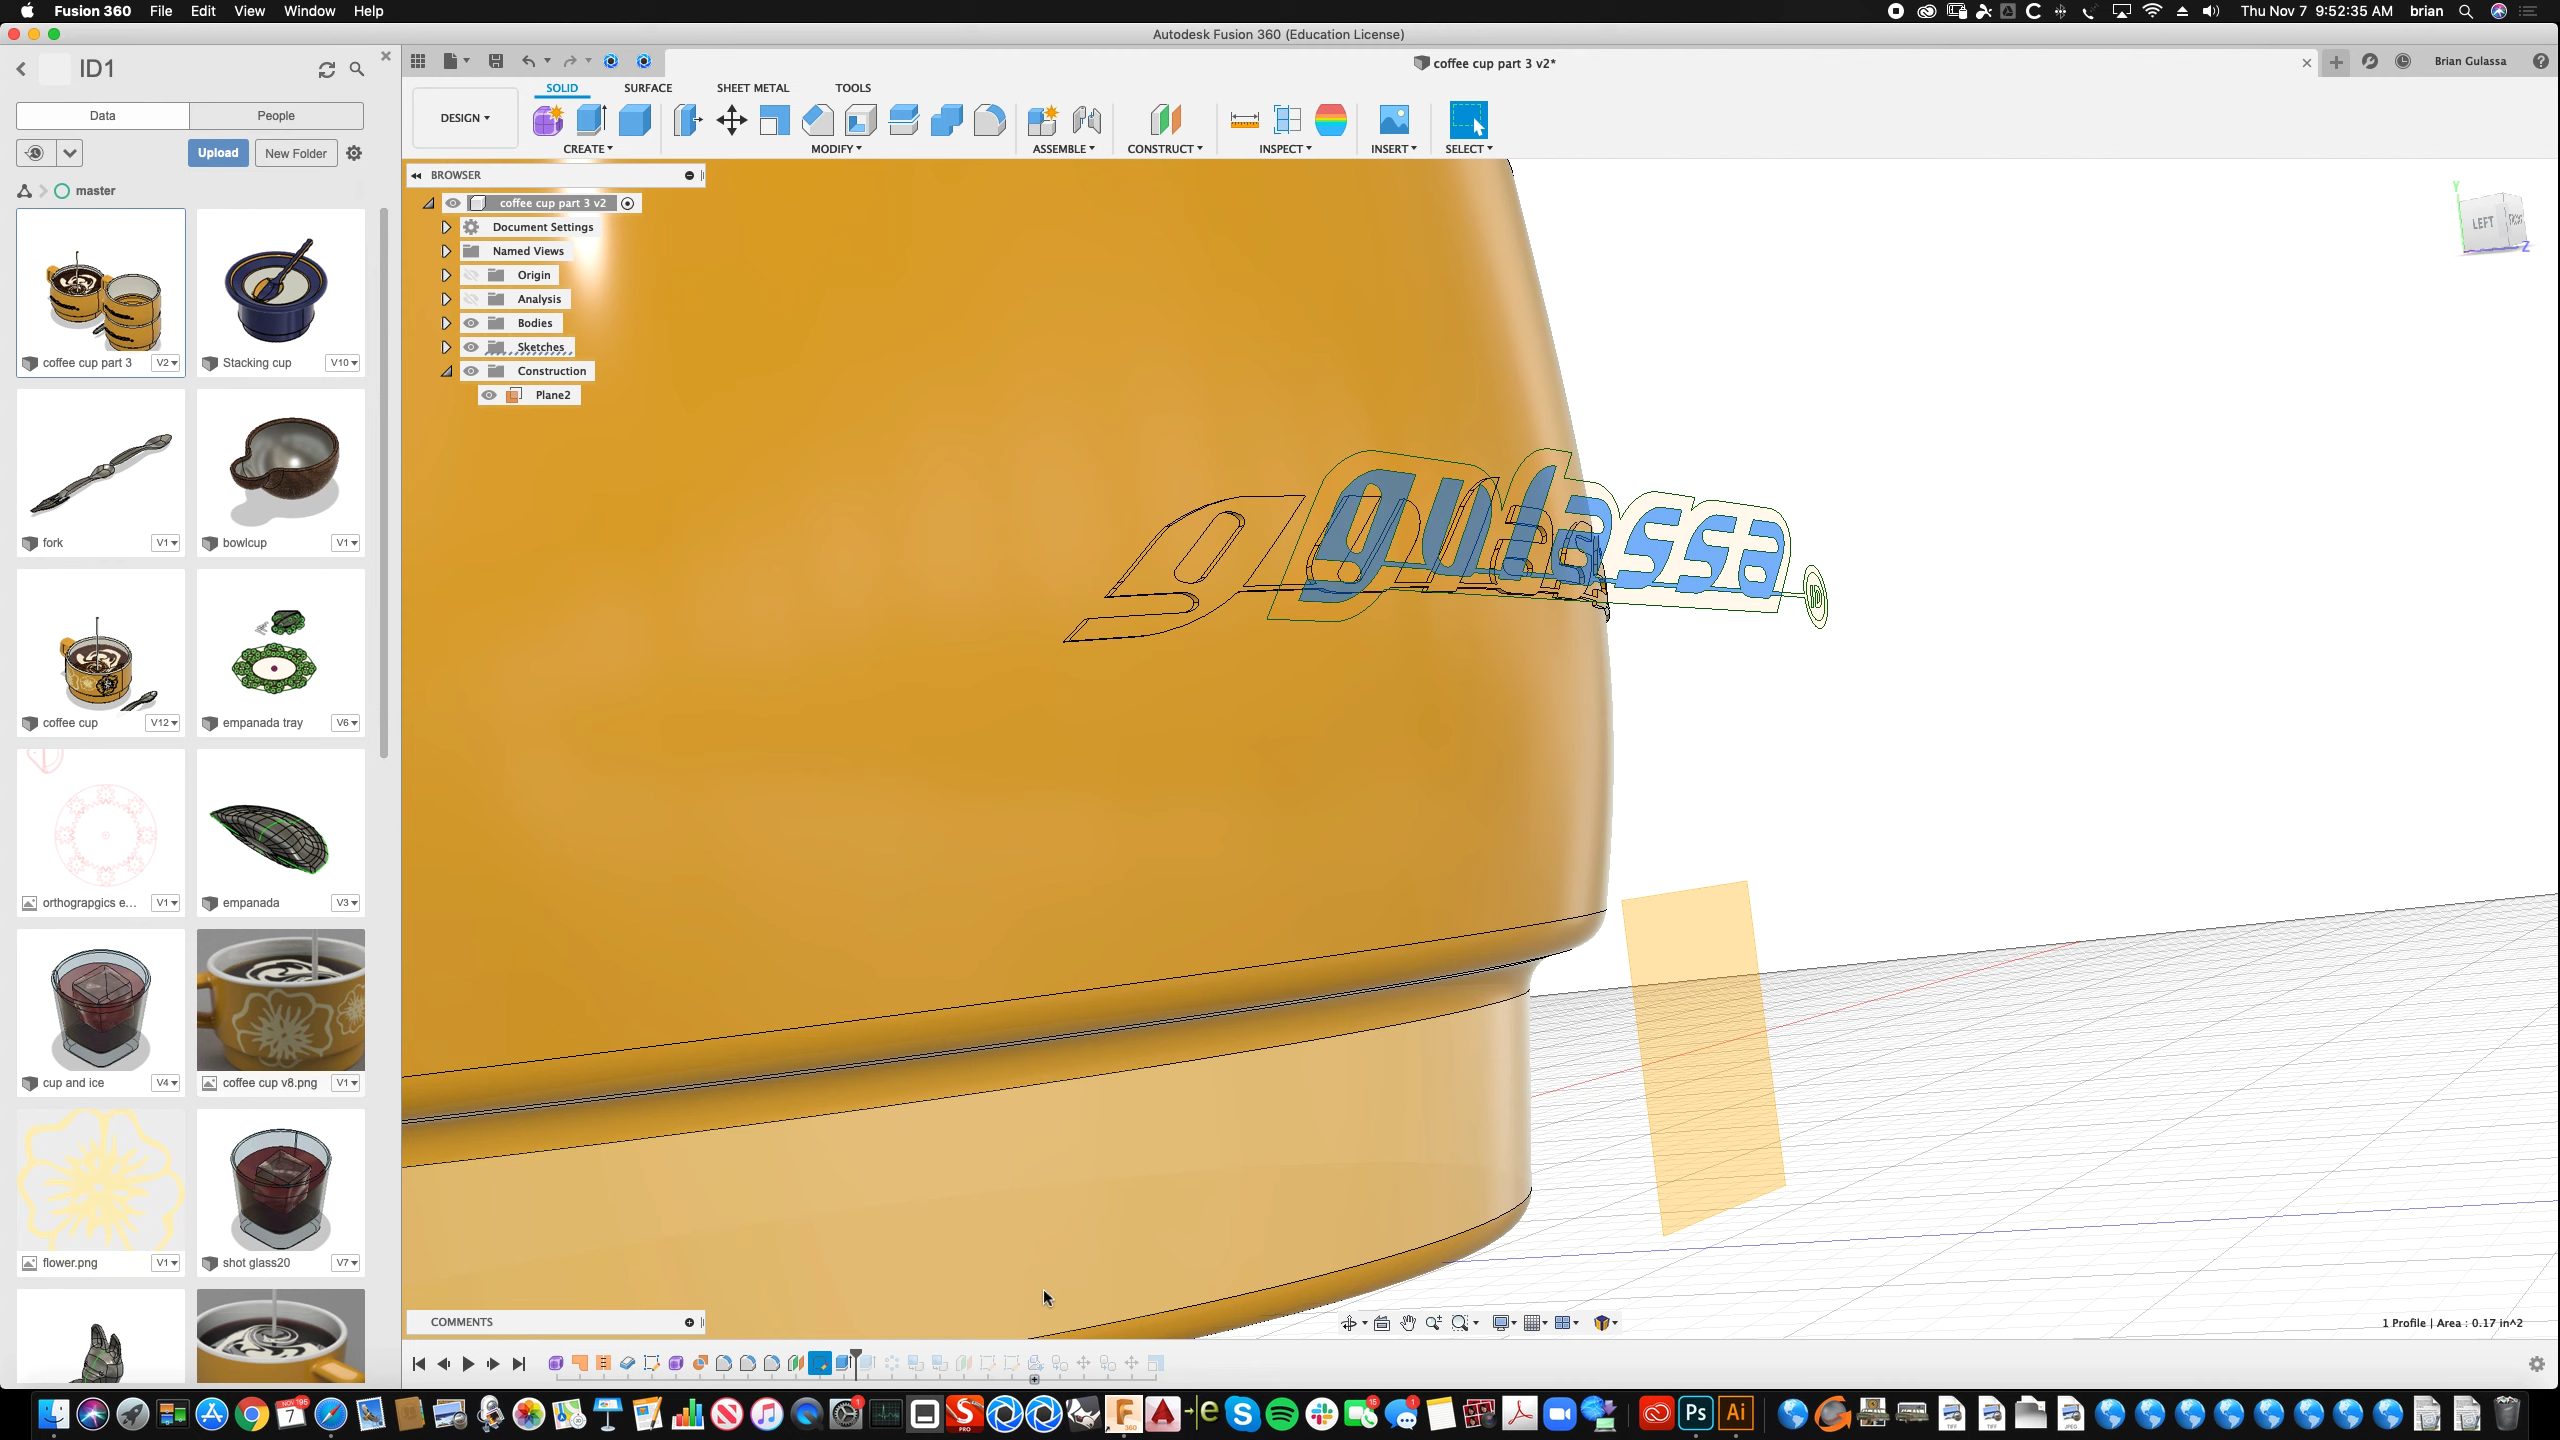 Fusion 360 File Edit View Window Help
Thu Nov 7 9:52:35 AM brian
Autodesk Fusion 360 (Education License)
ID1
coffee cup part 3 v2*
Brian Gulassa
Data People
SOLID SURFACE SHEET METAL TOOLS
DESIGN
Upload New Folder
CREATE MODIFY ASSEMBLE CONSTRUCT INSPECT INSERT SELECT
master
BROWSER
coffee cup part 3 v2
Document Settings
Named Views
Origin
Analysis
Bodies
Sketches
Construction
Plane2
LEFT FRONT
Y
Z
coffee cup part 3 V2
Stacking cup V10
fork V1
bowlcup V1
coffee cup V12
empanada tray V6
orthograpgics e... V1
empanada V3
cup and ice V4
coffee cup v8.png V1
flower.png V1
shot glass20 V7
gulassa
COMMENTS
1 Profile | Area : 0.17 in^2
Ps Ai